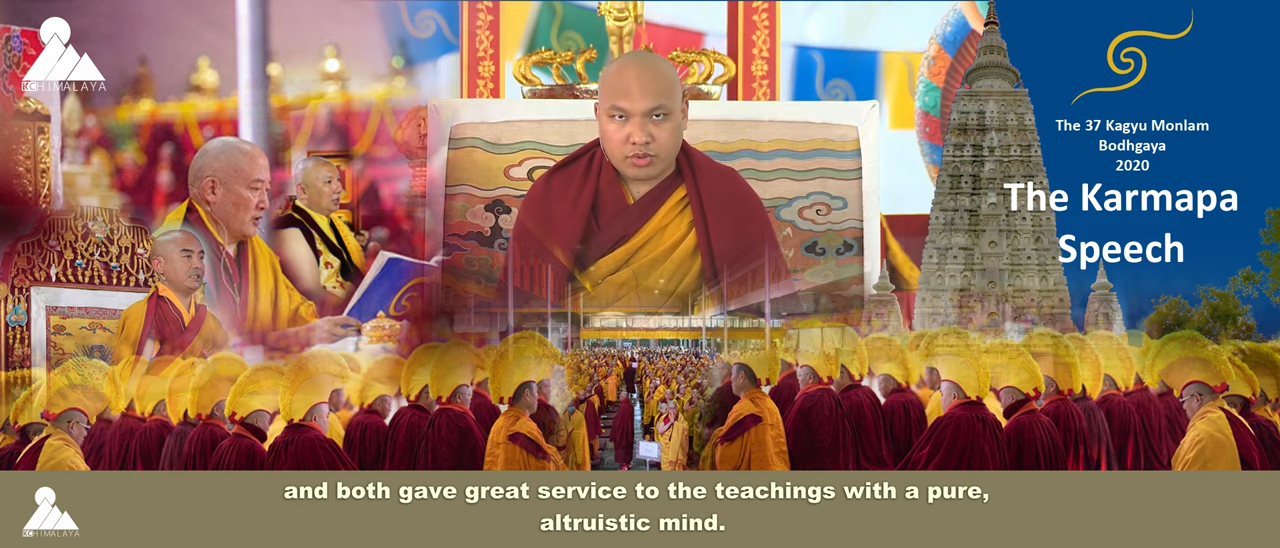 KCHIMALAYA
The 37 Kagyu Monlam
Bodhgaya
2020
The Karmapa
Speech
and both gave great service to the teachings with a pure,
altruistic mind.
KCHIMALAYA